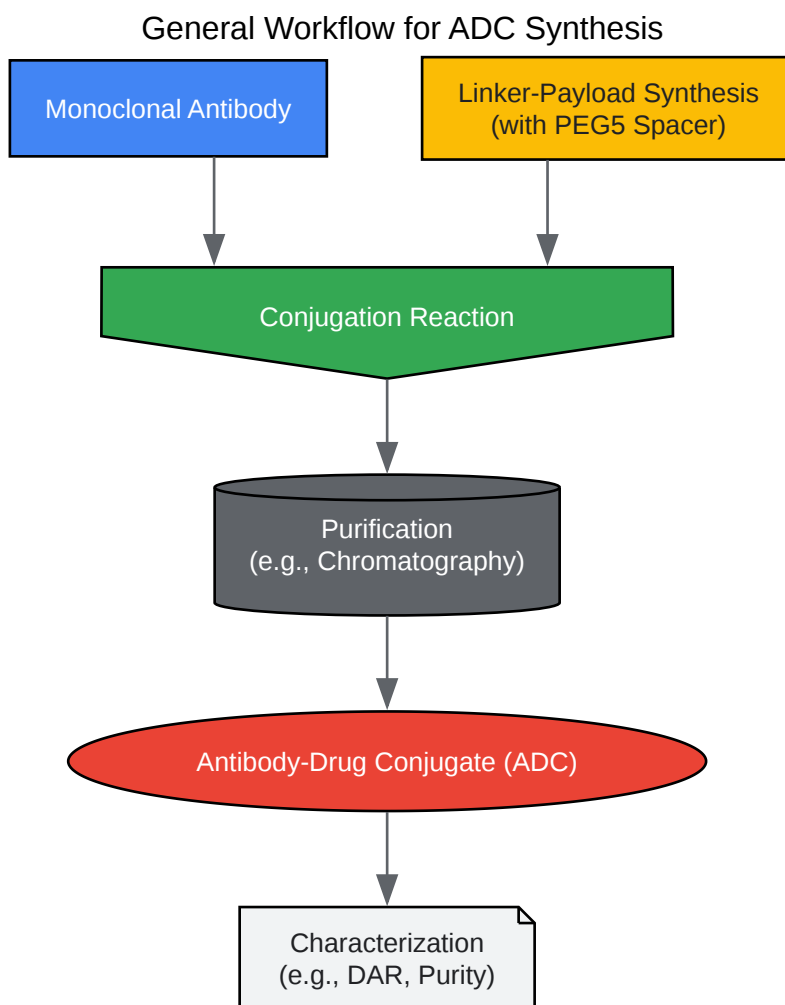 General Workflow for ADC Synthesis
Monoclonal Antibody
Linker-Payload Synthesis
(with PEG5 Spacer)
Conjugation Reaction
Purification
(e.g., Chromatography)
Antibody-Drug Conjugate (ADC)
Characterization
(e.g., DAR, Purity)